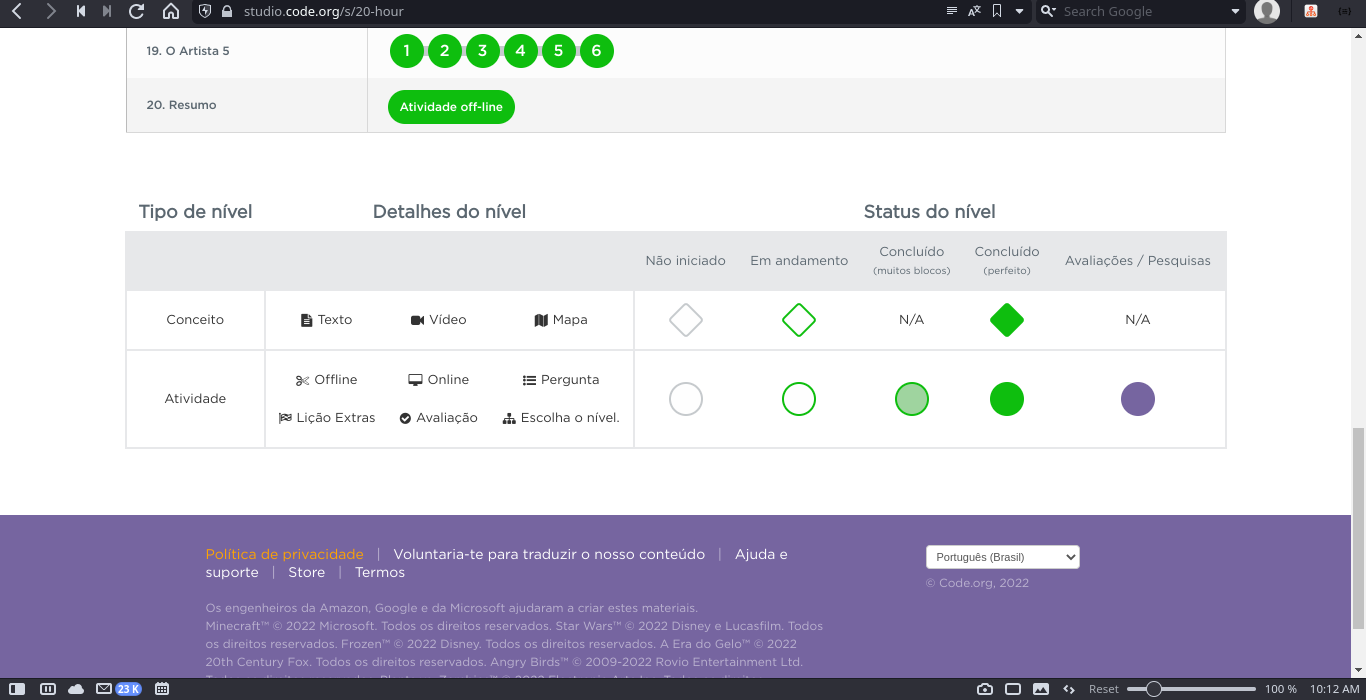 studio.code.org/s/20-hour
Search Google
19. O Artista 5
1 2 3 4 5 6
20. Resumo
Atividade off-line
Tipo de nível
Detalhes do nível
Status do nível
Não iniciado
Em andamento
Concluído
(muitos blocos)
Concluído
(perfeito)
Avaliações / Pesquisas
Conceito
Texto
Vídeo
Mapa
N/A
N/A
Atividade
Offline
Online
Pergunta
Lição Extras
Avaliação
Escolha o nível.
Política de privacidade | Voluntaria-te para traduzir o nosso conteúdo | Ajuda e
suporte | Store | Termos
Português (Brasil)
© Code.org, 2022
Os engenheiros da Amazon, Google e da Microsoft ajudaram a criar estes materiais.
Minecraft™ © 2022 Microsoft. Todos os direitos reservados. Star Wars™ © 2022 Disney e Lucasfilm. Todos
os direitos reservados. Frozen™ © 2022 Disney. Todos os direitos reservados. A Era do Gelo™ © 2022
20th Century Fox. Todos os direitos reservados. Angry Birds™ © 2009-2022 Rovio Entertainment Ltd.
23 K
Reset
100 %
10:12 AM